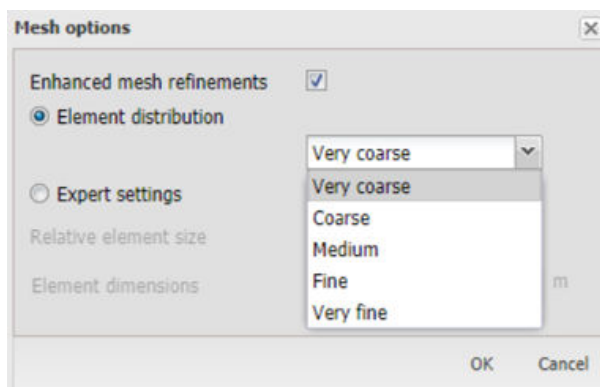 Mesh options
Enhanced mesh refinements
Element distribution
Very coarse
Very coarse
Expert settings
Coarse
Relative element size
Medium
Element dimensions
Fine
m
Very fine
OK Cancel